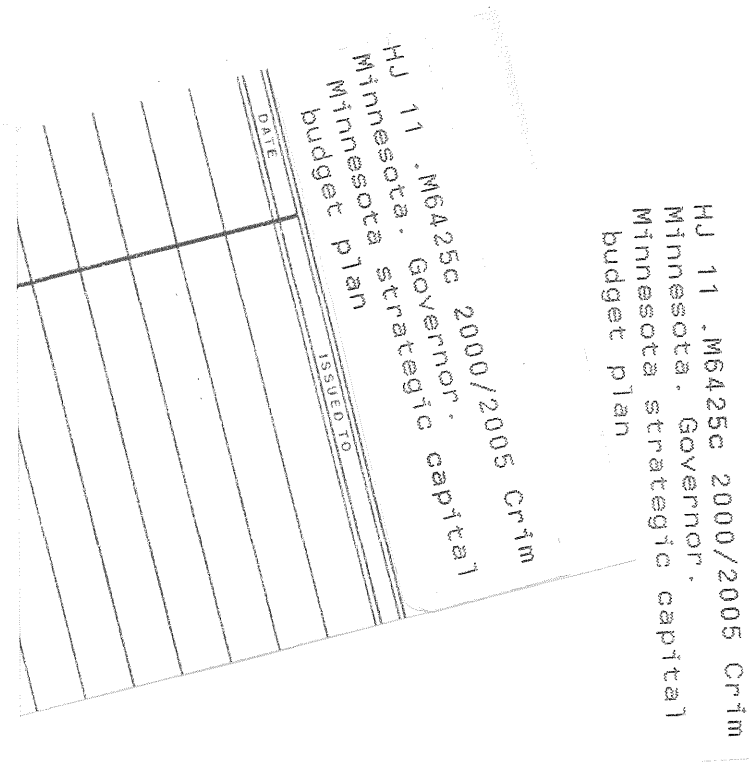 HJ 11 .M6425c 2000/2005 Crim
Minnesota. Governor.
Minnesota strategic capital
budget plan
DATE
ISSUED TO
HJ 11 .M6425c 2000/2005 Crim
Minnesota. Governor.
Minnesota strategic capital
budget plan